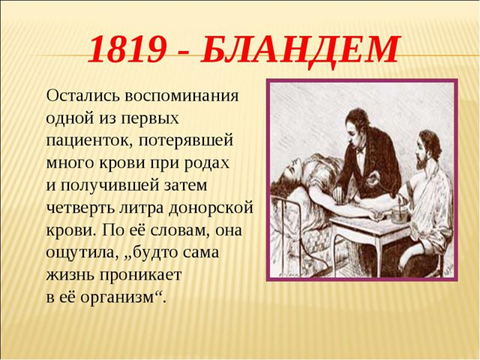 1819 - БЛАНДЕМ
Остались воспоминания
одной из первых
пациенток, потерявшей
много крови при родах
и получившей затем
четверть литра донорской
крови. По её словам, она
ощутила, „будто сама
жизнь проникает
в её организм“.